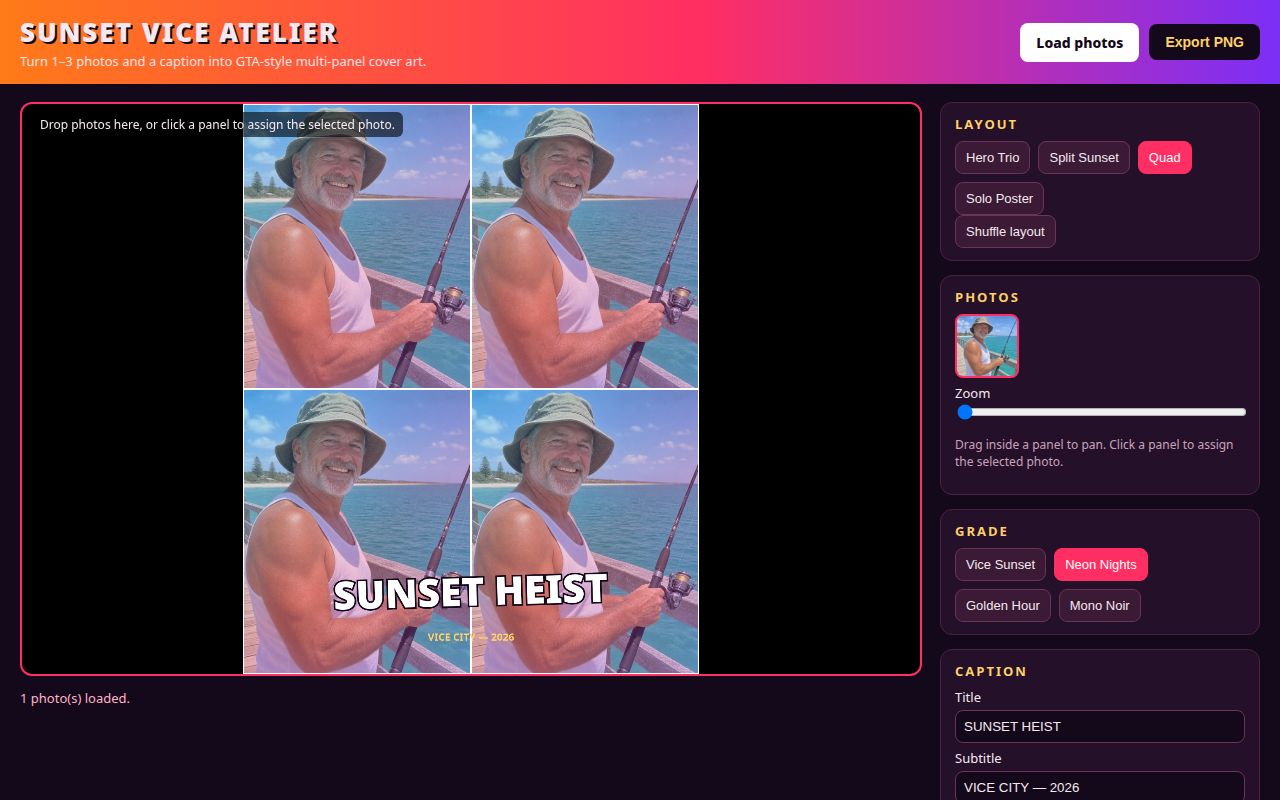 SUNSET VICE ATELIER
Turn 1–3 photos and a caption into GTA-style multi-panel cover art.
Load photos
Export PNG
Drop photos here, or click a panel to assign the selected photo.
SUNSET HEIST
VICE CITY — 2026
1 photo(s) loaded.
LAYOUT
Hero Trio
Split Sunset
Quad
Solo Poster
Shuffle layout
PHOTOS
Zoom
Drag inside a panel to pan. Click a panel to assign
the selected photo.
GRADE
Vice Sunset
Neon Nights
Golden Hour
Mono Noir
CAPTION
Title
SUNSET HEIST
Subtitle
VICE CITY — 2026